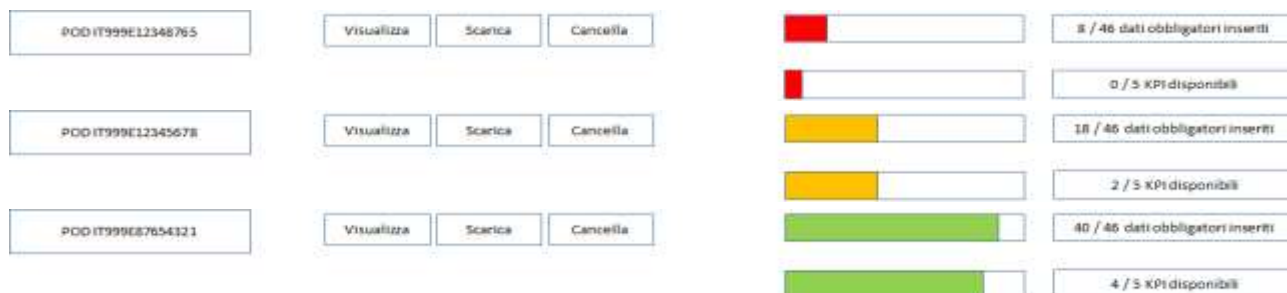 POD IT999E12348765 Visualizza Scarica Cancella 8 / 46 dati obbligatori inseriti
0 / 5 KPI disponibili
POD IT999E12345678 Visualizza Scarica Cancella 18 / 46 dati obbligatori inseriti
2 / 5 KPI disponibili
POD IT999E87654321 Visualizza Scarica Cancella 40 / 46 dati obbligatori inseriti
4 / 5 KPI disponibili